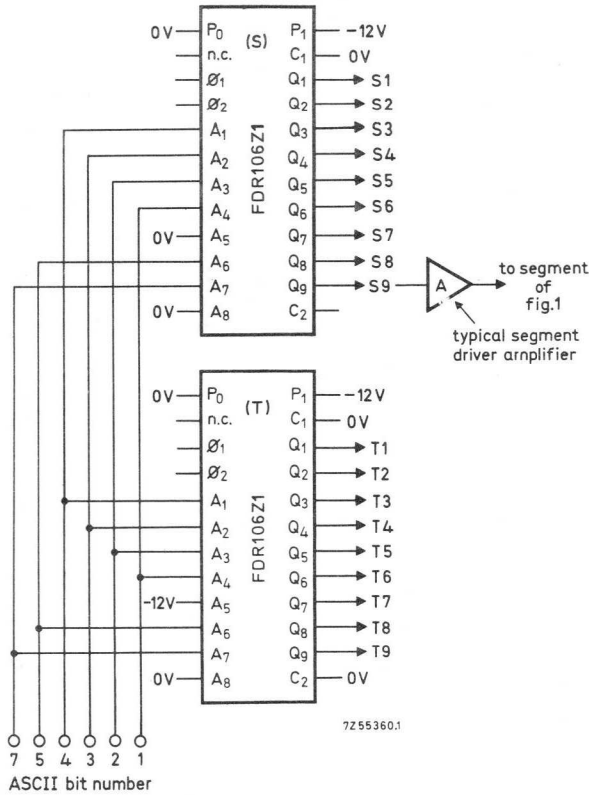 0V P₀ (S) P₁ -12V
n.c. C₁ 0V
Ø₁ Q₁ S1
Ø₂ Q₂ S2
A₁ Q₃ S3
A₂ Q₄ S4
A₃ Q₅ S5
A₄ Q₆ S6
0V A₅ Q₇ S7
A₆ Q₈ S8
A₇ Q₉ S9
0V A₈ C₂
FDR106Z1
A
to segment
of
fig.1
typical segment
driver amplifier
0V P₀ (T) P₁ -12V
n.c. C₁ 0V
Ø₁ Q₁ T1
Ø₂ Q₂ T2
A₁ Q₃ T3
A₂ Q₄ T4
A₃ Q₅ T5
A₄ Q₆ T6
-12V A₅ Q₇ T7
A₆ Q₈ T8
A₇ Q₉ T9
0V A₈ C₂ 0V
FDR106Z1
7Z55360.1
7 5 4 3 2 1
ASCII bit number